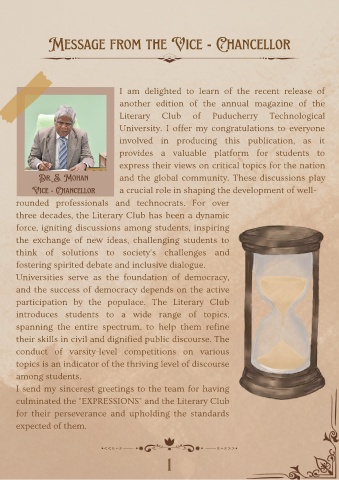 Message from the Vice - Chancellor
I am delighted to learn of the recent release of
another edition of the annual magazine of the
Literary Club of Puducherry Technological
University. I offer my congratulations to everyone
involved in producing this publication, as it
provides a valuable platform for students to
express their views on critical topics for the nation
and the global community. These discussions play
a crucial role in shaping the development of well-
Dr S. Mohan
Vice - Chancellor
rounded professionals and technocrats. For over
three decades, the Literary Club has been a dynamic
force, igniting discussions among students, inspiring
the exchange of new ideas, challenging students to
think of solutions to society's challenges and
fostering spirited debate and inclusive dialogue.
Universities serve as the foundation of democracy,
and the success of democracy depends on the active
participation by the populace. The Literary Club
introduces students to a wide range of topics,
spanning the entire spectrum, to help them refine
their skills in civil and dignified public discourse. The
conduct of varsity-level competitions on various
topics is an indicator of the thriving level of discourse
among students.
I send my sincerest greetings to the team for having
culminated the "EXPRESSIONS" and the Literary Club
for their perseverance and upholding the standards
expected of them.
1